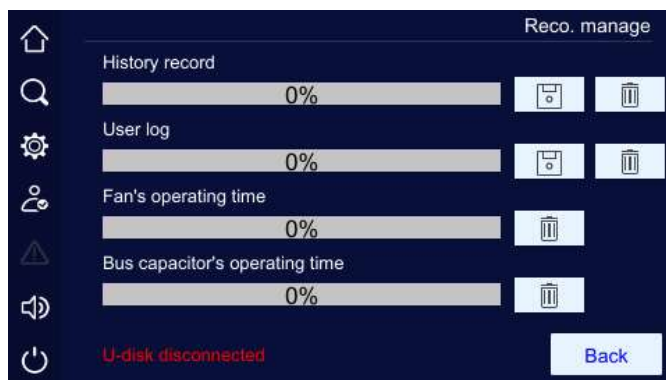 Reco. manage
History record
0%
User log
0%
Fan's operating time
0%
Bus capacitor's operating time
0%
U-disk disconnected
Back